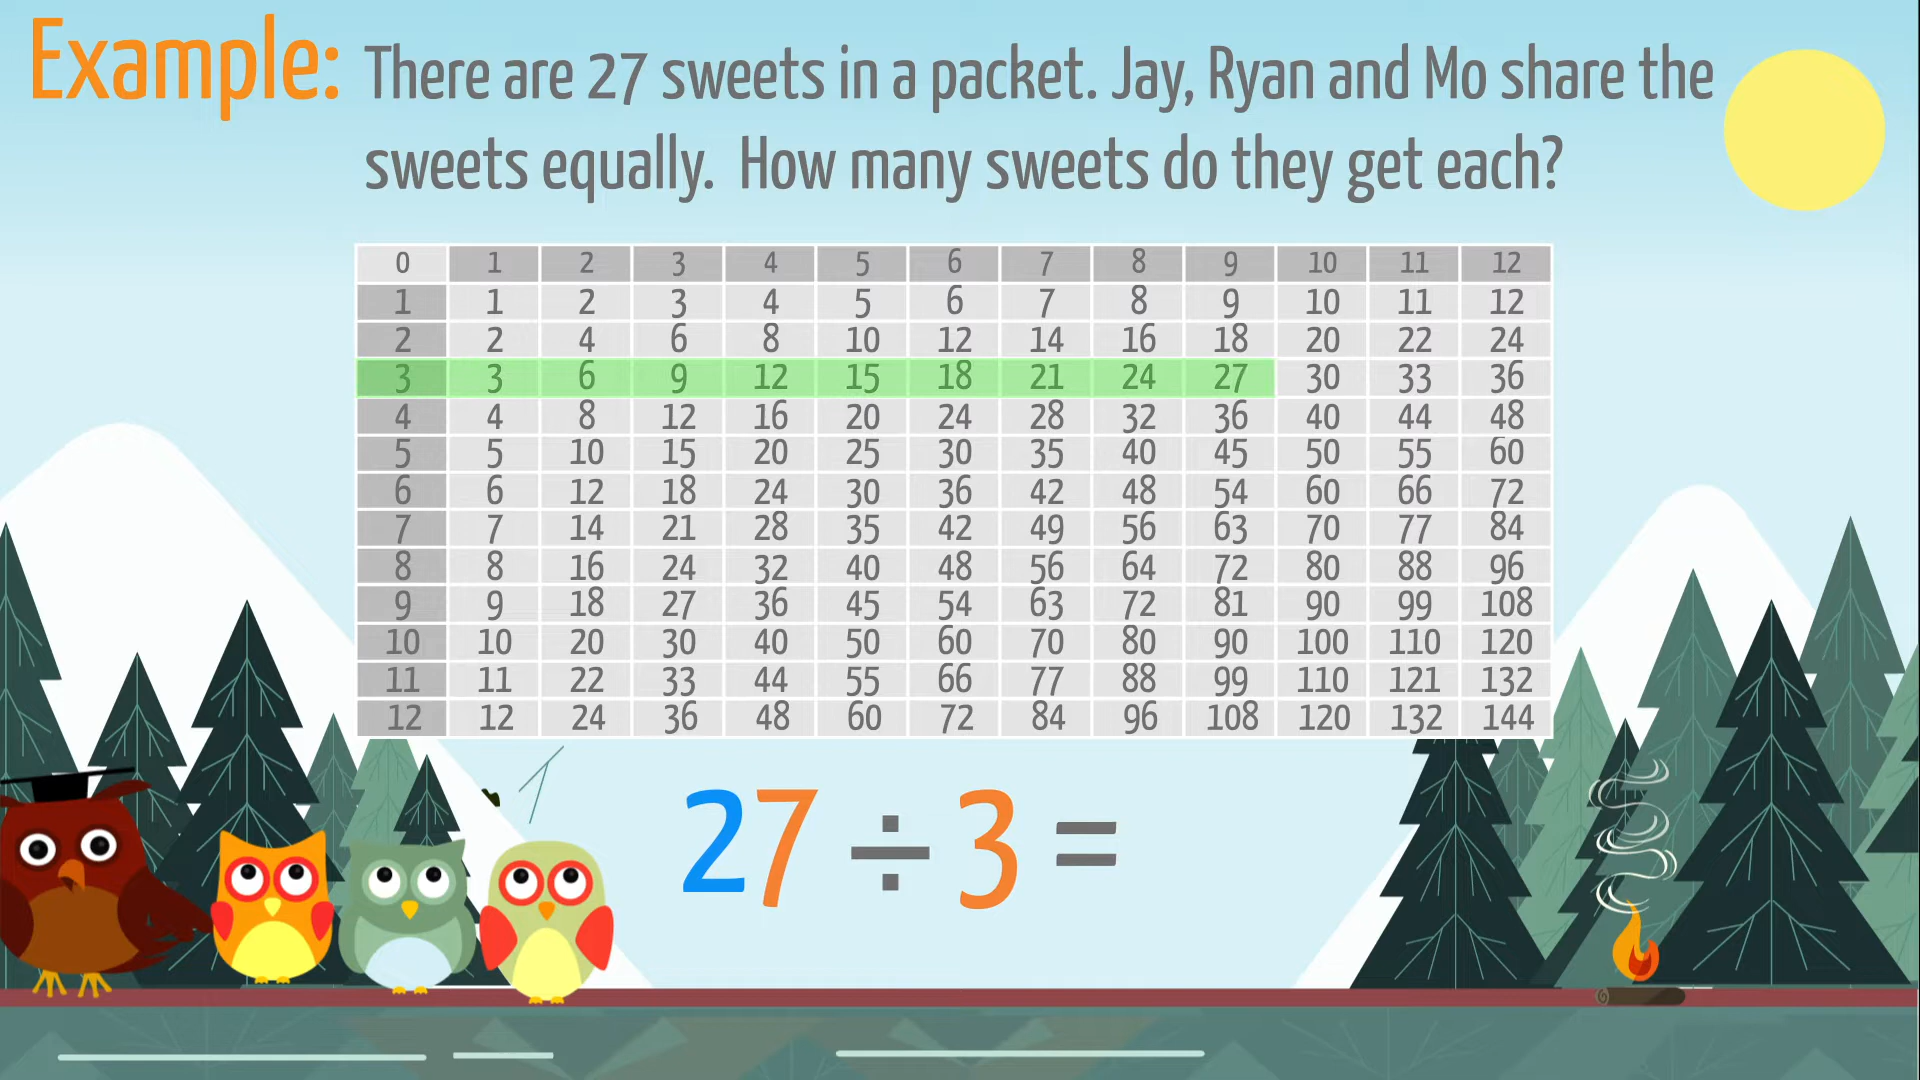 Example: There are 27 sweets in a packet. Jay, Ryan and Mo share the
sweets equally. How many sweets do they get each?
0 1 2 3 4 5 6 7 8 9 10 11 12
1 1 2 3 4 5 6 7 8 9 10 11 12
2 2 4 6 8 10 12 14 16 18 20 22 24
3 3 6 9 12 15 18 21 24 27 30 33 36
4 4 8 12 16 20 24 28 32 36 40 44 48
5 5 10 15 20 25 30 35 40 45 50 55 60
6 6 12 18 24 30 36 42 48 54 60 66 72
7 7 14 21 28 35 42 49 56 63 70 77 84
8 8 16 24 32 40 48 56 64 72 80 88 96
9 9 18 27 36 45 54 63 72 81 90 99 108
10 10 20 30 40 50 60 70 80 90 100 110 120
11 11 22 33 44 55 66 77 88 99 110 121 132
12 12 24 36 48 60 72 84 96 108 120 132 144
27 ÷ 3 =